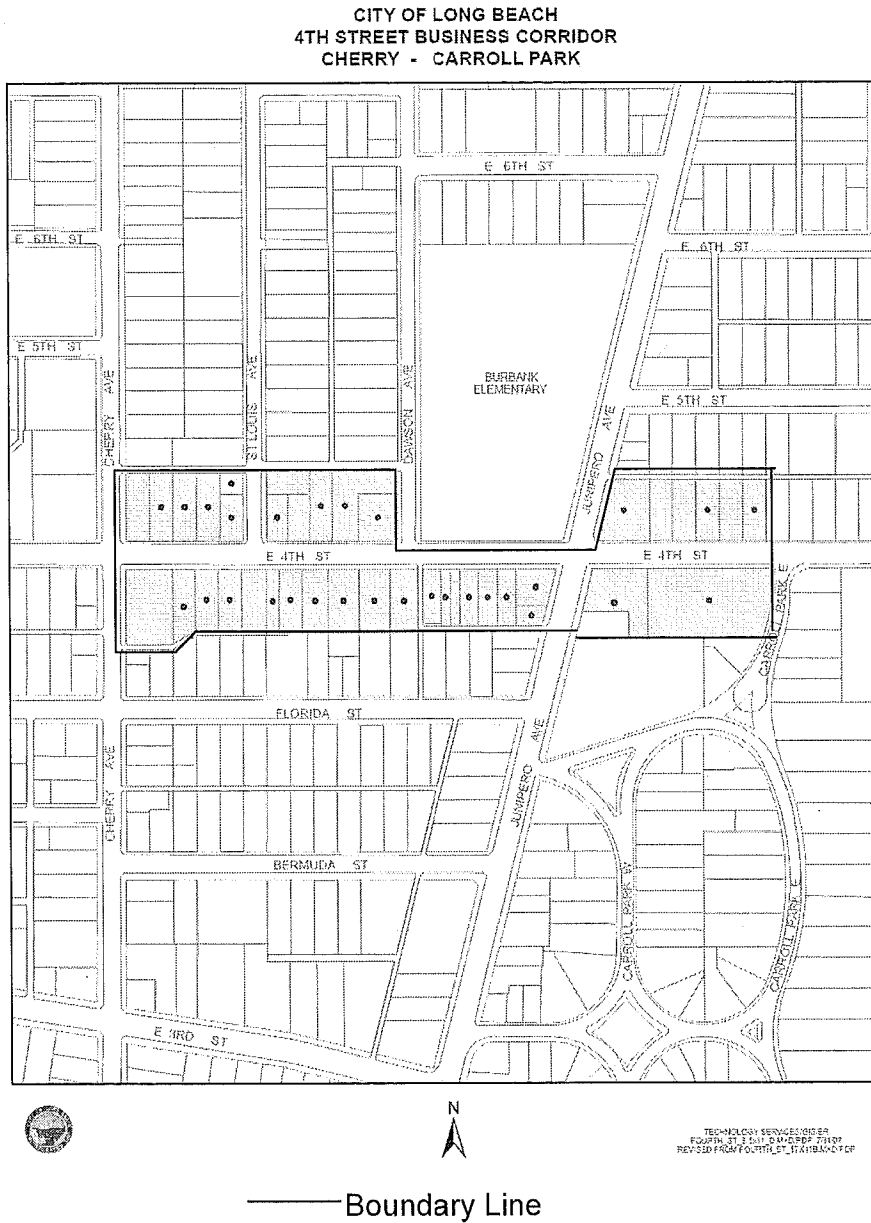 CITY OF LONG BEACH
4TH STREET BUSINESS CORRIDOR
CHERRY - CARROLL PARK
E 6TH ST
E 6TH ST
E 6TH ST
E 5TH ST
CHERRY AVE
ST LOUIS AVE
DAWSON AVE
BURBANK
ELEMENTARY
JUNIPERO AVE
E 5TH ST
E 4TH ST
E 4TH ST
CARROLL PARK E
FLORIDA ST
CHERRY AVE
JUNIPERO AVE
BERMUDA ST
CARROLL PARK W
CARROLL PARK E
E 3RD ST
N
TECHNOLOGY SERVICES
Boundary Line